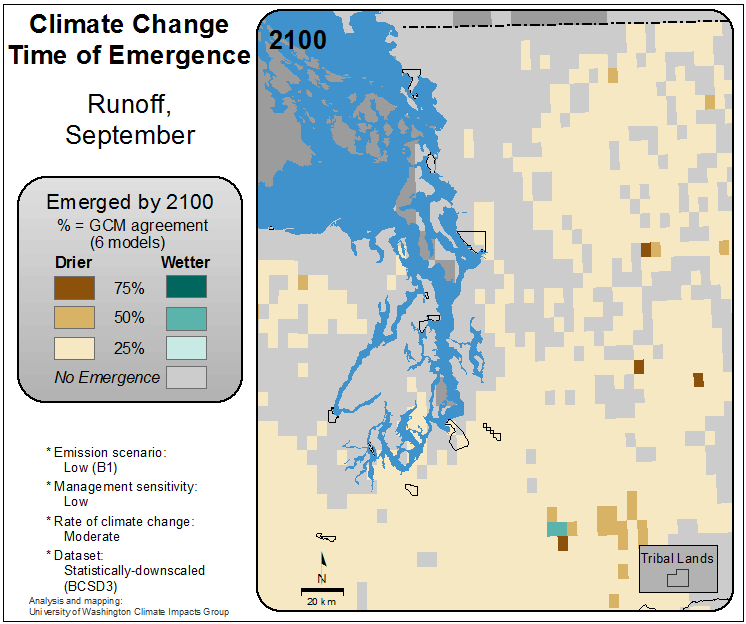 Climate Change
Time of Emergence
Runoff,
September
Emerged by 2100
% = GCM agreement
(6 models)
Drier Wetter
75%
50%
25%
No Emergence
* Emission scenario:
Low (B1)
* Management sensitivity:
Low
* Rate of climate change:
Moderate
* Dataset:
Statistically-downscaled
(BCSD3)
Analysis and mapping:
University of Washington Climate Impacts Group
2100
N
20 km
Tribal Lands